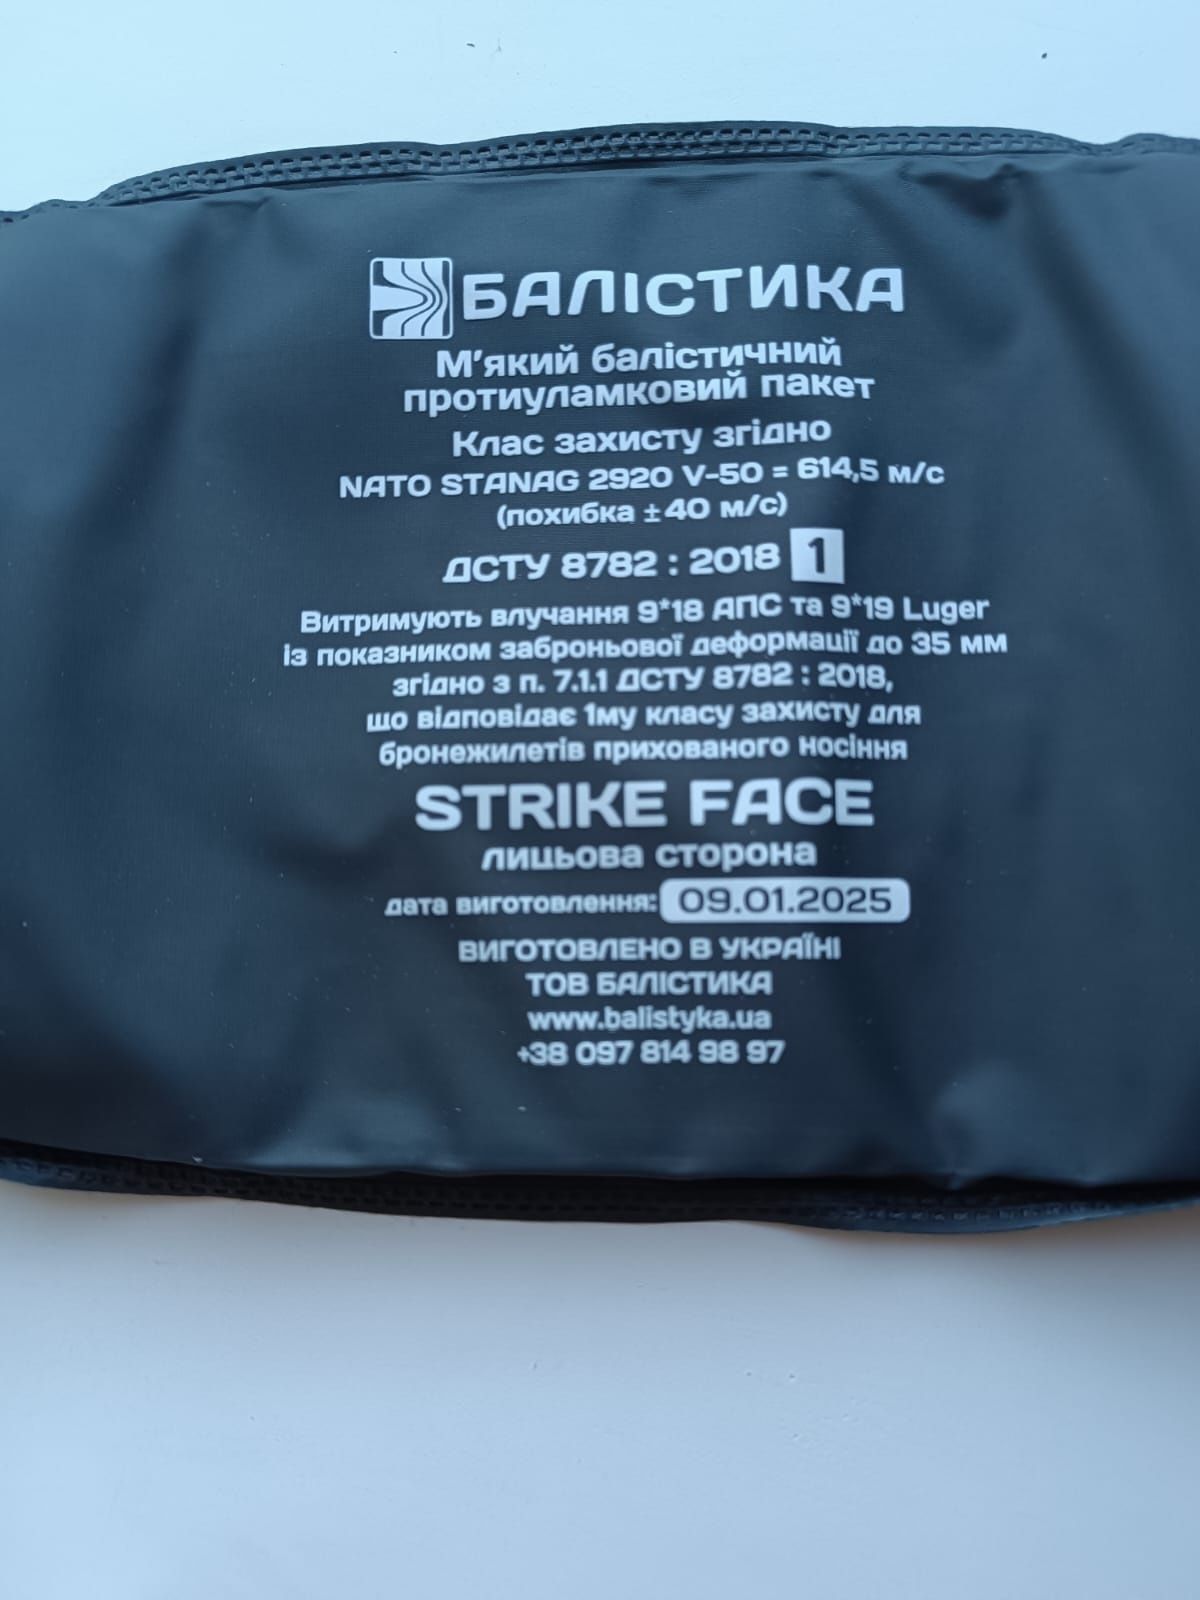 БАЛІСТИКА
М'який балістичний
протиуламковий пакет
Клас захисту згідно
NATO STANAG 2920 V-50 = 614,5 м/с
(похибка ±40 м/с)
ДСТУ 8782 : 2018 1
Витримують влучання 9*18 АПС та 9*19 Luger
із показником заброньової деформації до 35 мм
згідно з п. 7.1.1 ДСТУ 8782 : 2018,
що відповідає 1му класу захисту для
бронежилетів прихованого носіння
STRIKE FACE
лицьова сторона
дата виготовлення: 09.01.2025
ВИГОТОВЛЕНО В УКРАЇНІ
ТОВ БАЛІСТИКА
www.balistyka.ua
+38 097 814 98 97